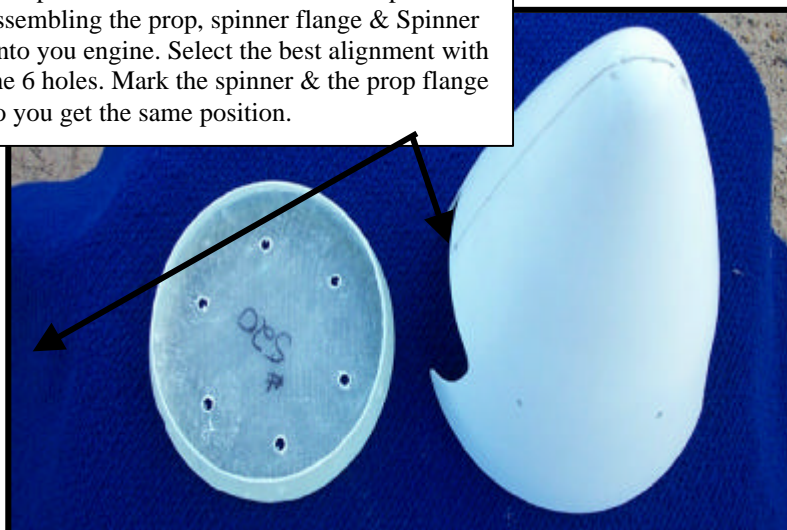 ssembling the prop, spinner flange & Spinner
nto you engine. Select the best alignment with
he 6 holes. Mark the spinner & the prop flange
o you get the same position.